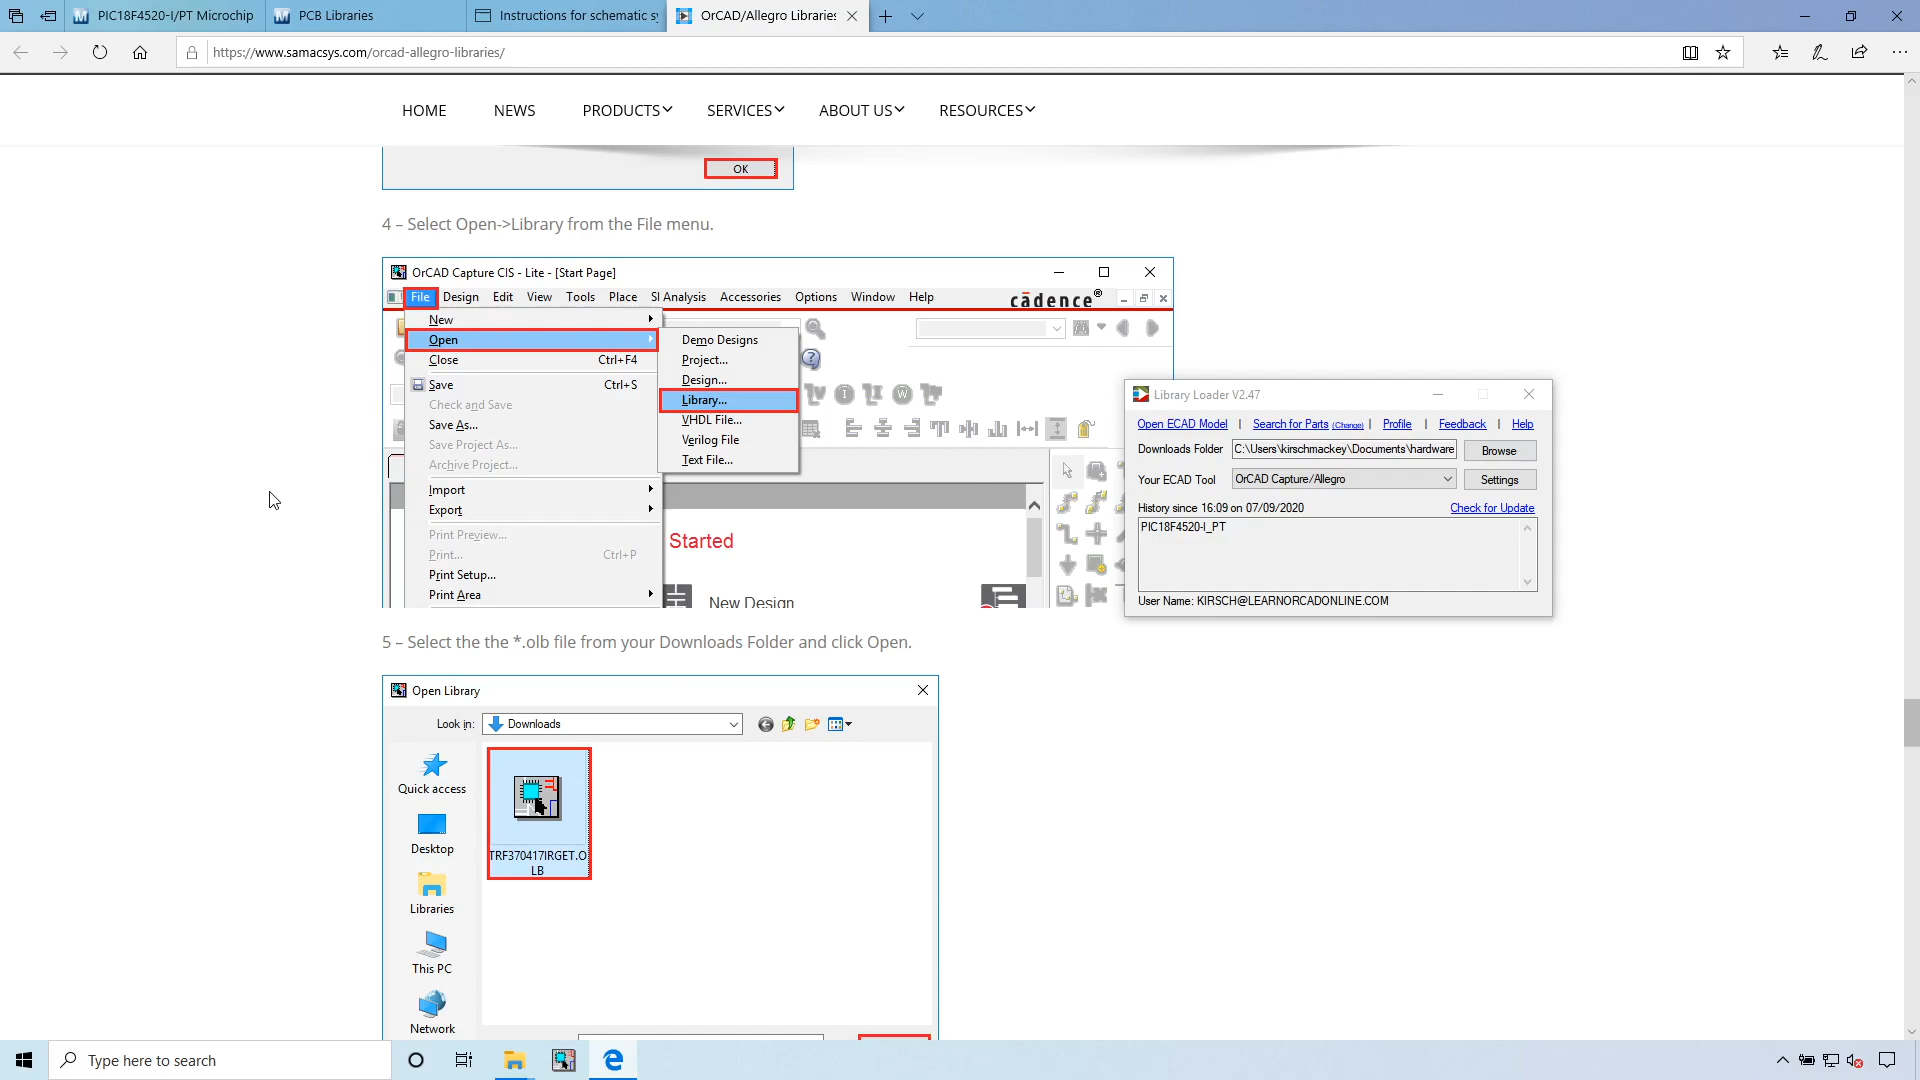 PIC18F4520-I/PT Microchip
PCB Libraries
Instructions for schematic sy
OrCAD/Allegro Libraries
https://www.samacsys.com/orcad-allegro-libraries/
HOME
NEWS
PRODUCTS
SERVICES
ABOUT US
RESOURCES
OK
4 – Select Open->Library from the File menu.
OrCAD Capture CIS - Lite - [Start Page]
File Design Edit View Tools Place SI Analysis Accessories Options Window Help
cādence®
New
Open
Close Ctrl+F4
Save Ctrl+S
Check and Save
Save As...
Save Project As...
Archive Project...
Import
Export
Print Preview...
Print... Ctrl+P
Print Setup...
Print Area
Demo Designs
Project...
Design...
Library...
VHDL File...
Verilog File
Text File...
Started
New Design
Library Loader V2.47
Open ECAD Model | Search for Parts (Change) | Profile | Feedback | Help
Downloads Folder C:\Users\kirschmackey\Documents\hardware Browse
Your ECAD Tool OrCAD Capture/Allegro Settings
History since 16:09 on 07/09/2020 Check for Update
PIC18F4520-I_PT
User Name: KIRSCH@LEARNORCADONLINE.COM
5 – Select the the *.olb file from your Downloads Folder and click Open.
Open Library
Look in: Downloads
Quick access
Desktop
Libraries
This PC
Network
TRF370417IRGET.O
LB
Type here to search